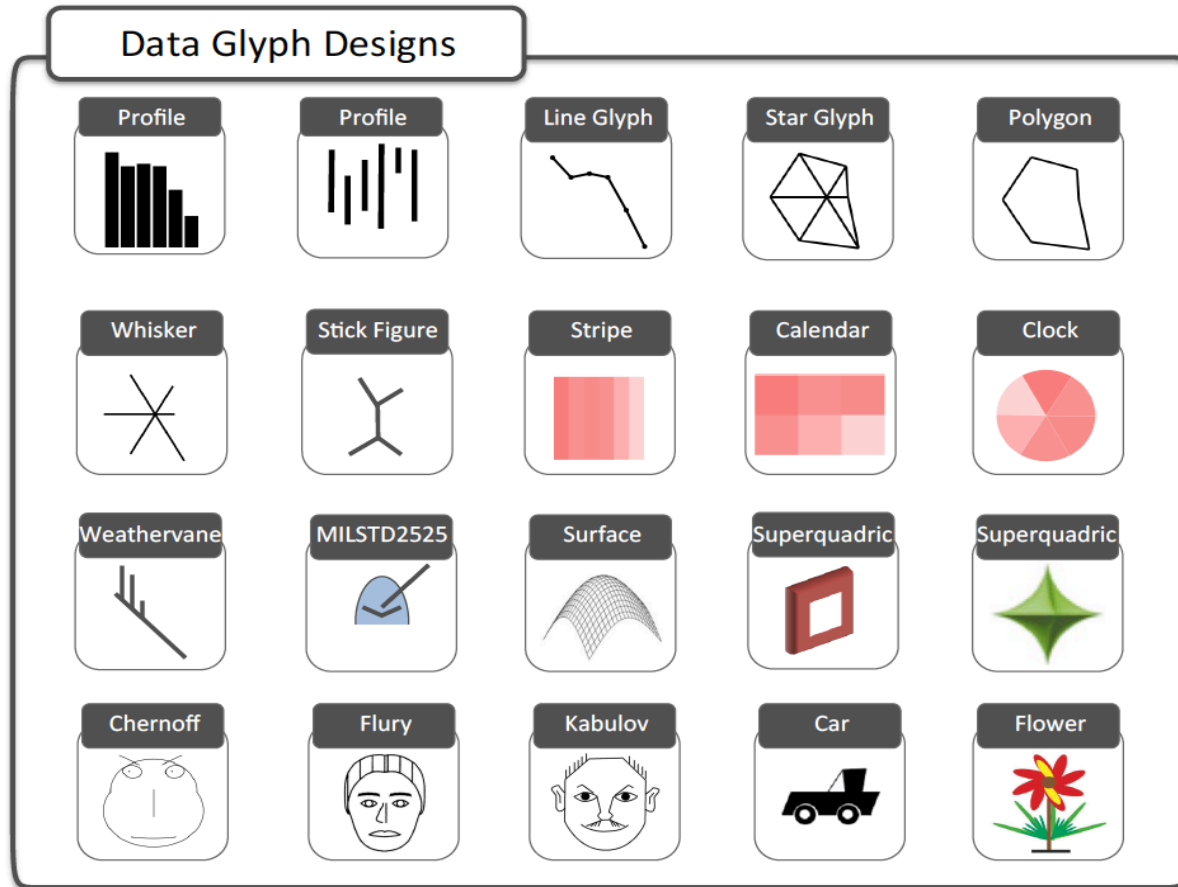 Data Glyph Designs
Profile
Profile
Line Glyph
Star Glyph
Polygon
Whisker
Stick Figure
Stripe
Calendar
Clock
Weathervane
MILSTD2525
Surface
Superquadric
Superquadric
Chernoff
Flury
Kabulov
Car
Flower